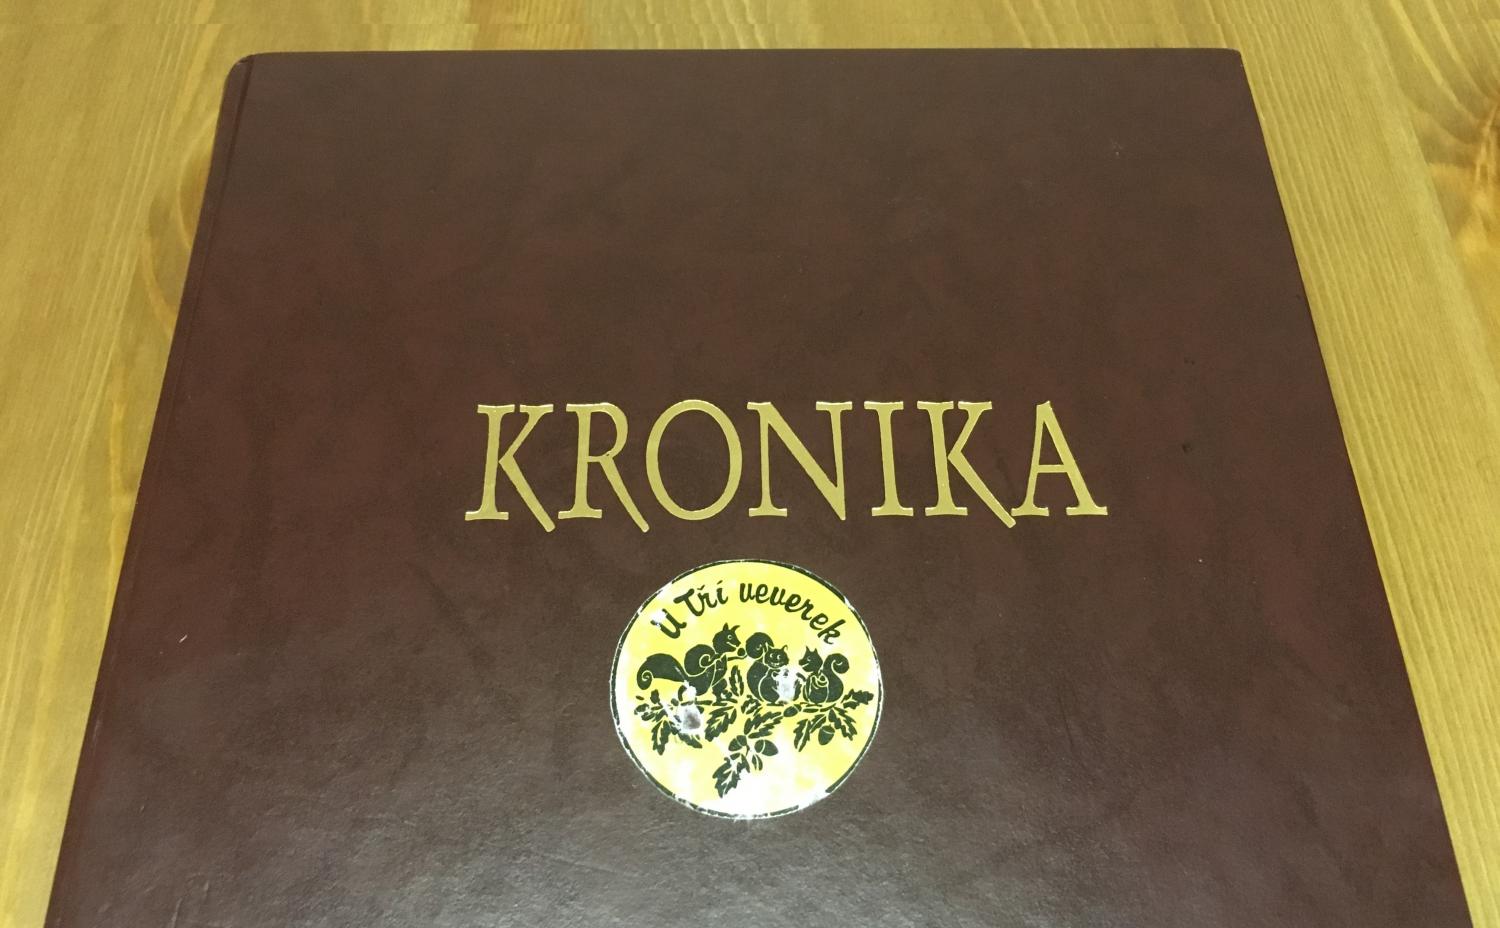 KRONIKA
U Tří veverek